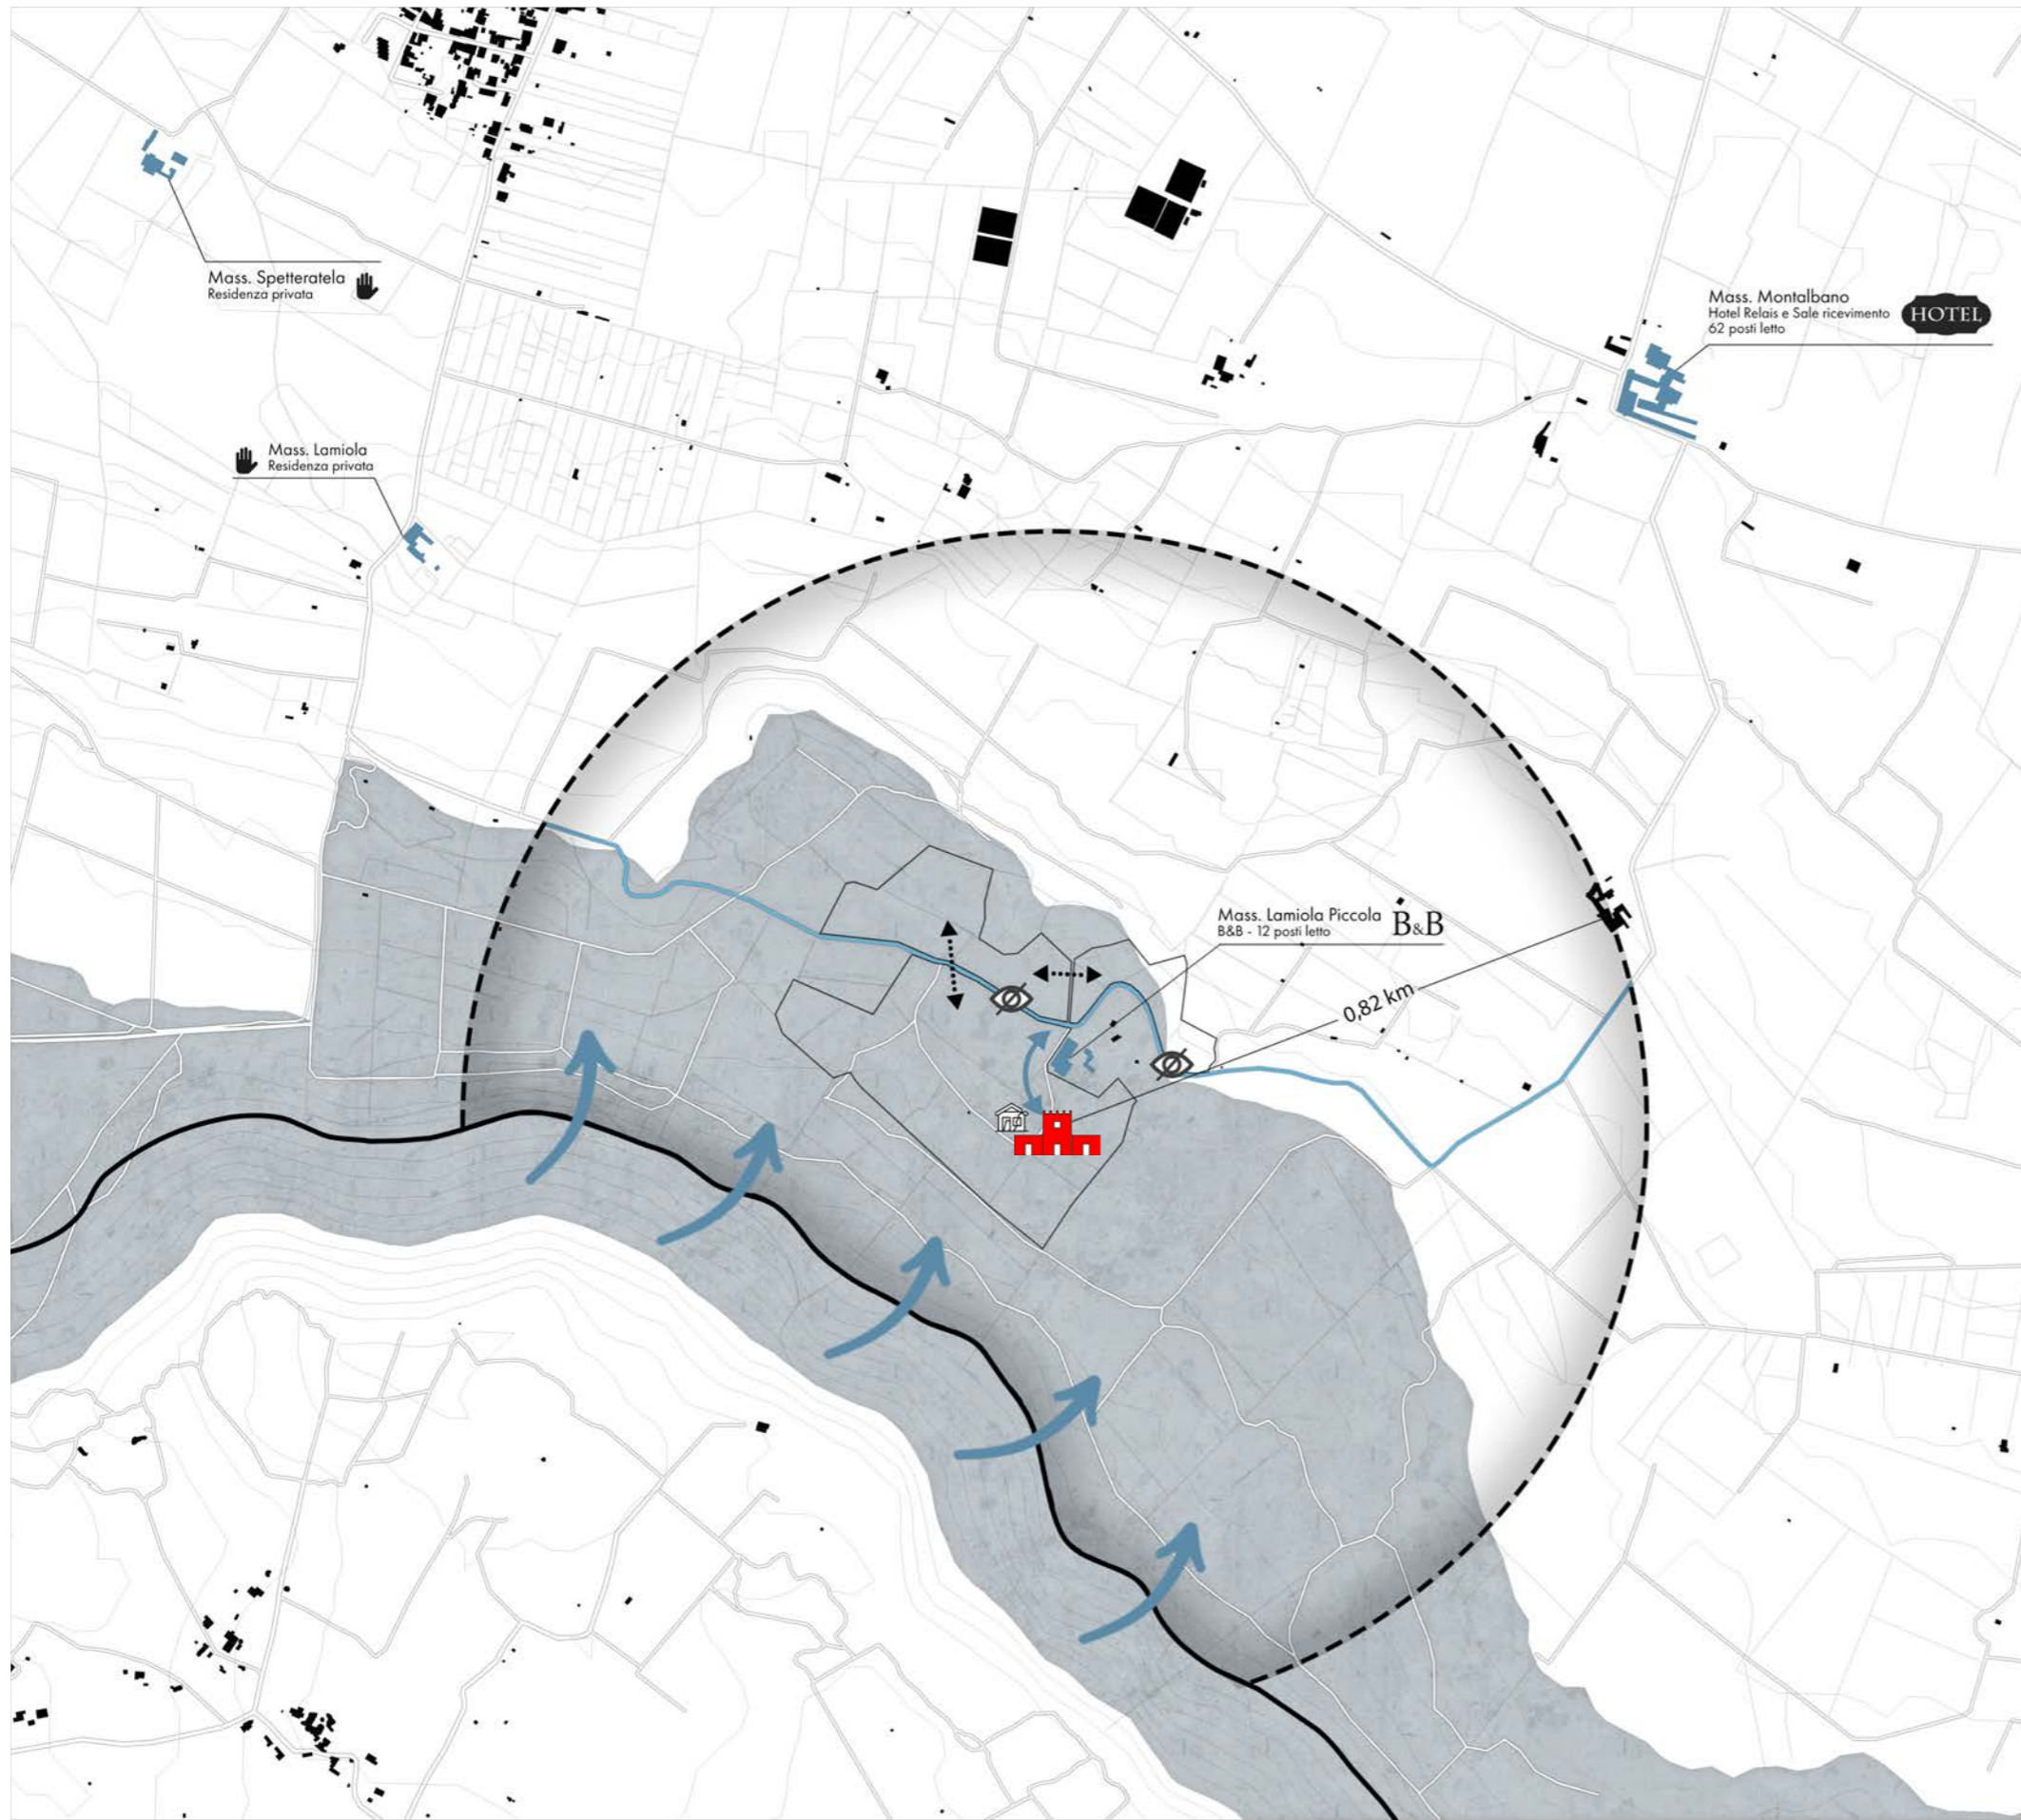 Mass. Spetteratela
Residenza privata
Mass. Montalbano
Hotel Relais e Sale ricevimento
62 posti letto
HOTEL
Mass. Lamiola
Residenza privata
Mass. Lamiola Piccola
B&B - 12 posti letto
B&B
0,82 km